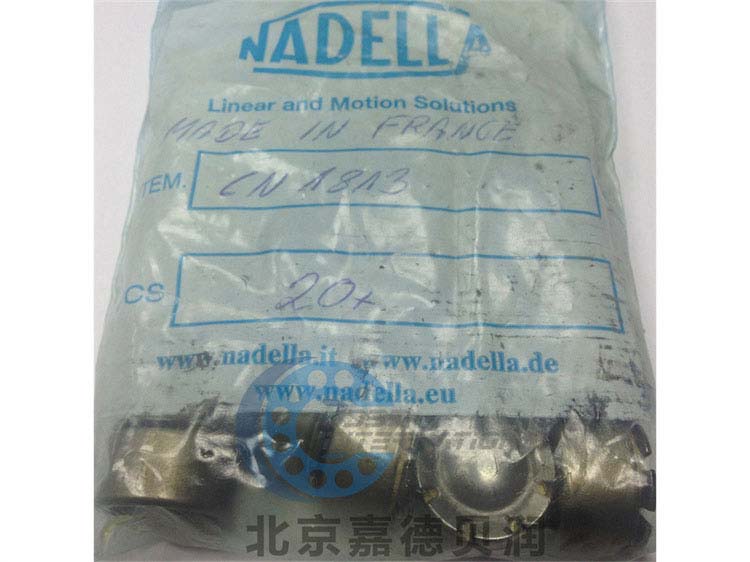 NADELLA
Linear and Motion Solutions
MADE IN FRANCE
TEM. CN 1813
CS 20x
www.nadella.it www.nadella.de
www.nadella.eu
北京嘉德贝润